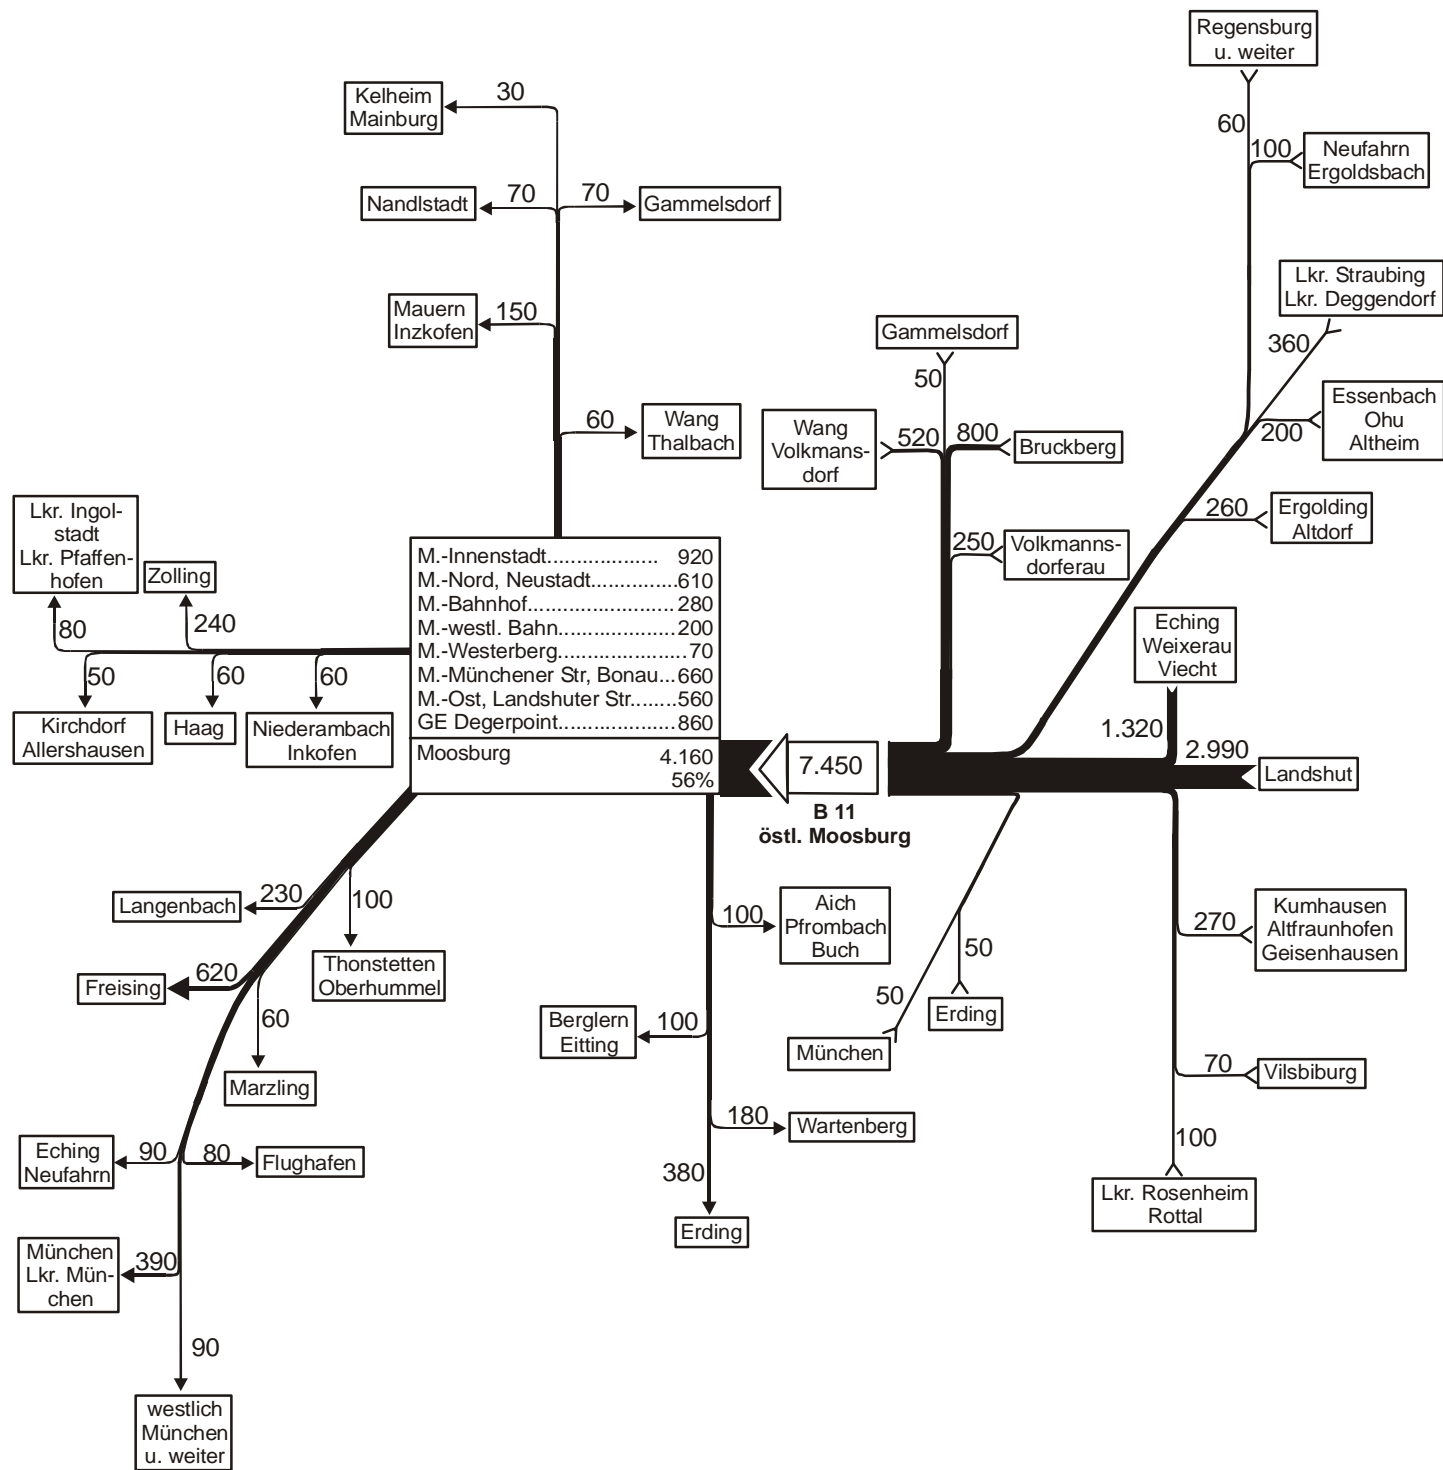 Regensburg
u. weiter
60
100
Neufahrn
Ergoldsbach
Kelheim
Mainburg
30
Nandlstadt
70
70
Gammelsdorf
Mauern
Inzkofen
150
60
Wang
Thalbach
Lkr. Straubing
Lkr. Deggendorf
360
Gammelsdorf
50
Wang
Volkmans-
dorf
520
800
Bruckberg
Essenbach
Ohu
Altheim
200
250
Volkmanns-
dorferau
260
Ergolding
Altdorf
Lkr. Ingol-
stadt
Lkr. Pfaffen-
hofen
Zolling
80
240
50
60
60
Kirchdorf
Allershausen
Haag
Niederambach
Inkofen
M.-Innenstadt................... 920
M.-Nord, Neustadt..............610
M.-Bahnhof........................280
M.-westl. Bahn...................200
M.-Westerberg.....................70
M.-Münchener Str, Bonau...660
M.-Ost, Landshuter Str.......560
GE Degerpoint...................860
Moosburg 4.160
56%
7.450
B 11
östl. Moosburg
Eching
Weixerau
Viecht
1.320
2.990
Landshut
Langenbach
230
100
Thonstetten
Oberhummel
Freising
620
60
Marzling
Eching
Neufahrn
90
80
Flughafen
München
Lkr. Mün-
chen
390
90
westlich
München
u. weiter
100
Aich
Pfrombach
Buch
Berglern
Eitting
100
180
Wartenberg
380
Erding
50
München
50
Erding
270
Kumhausen
Altfraunhofen
Geisenhausen
70
Vilsbiburg
100
Lkr. Rosenheim
Rottal